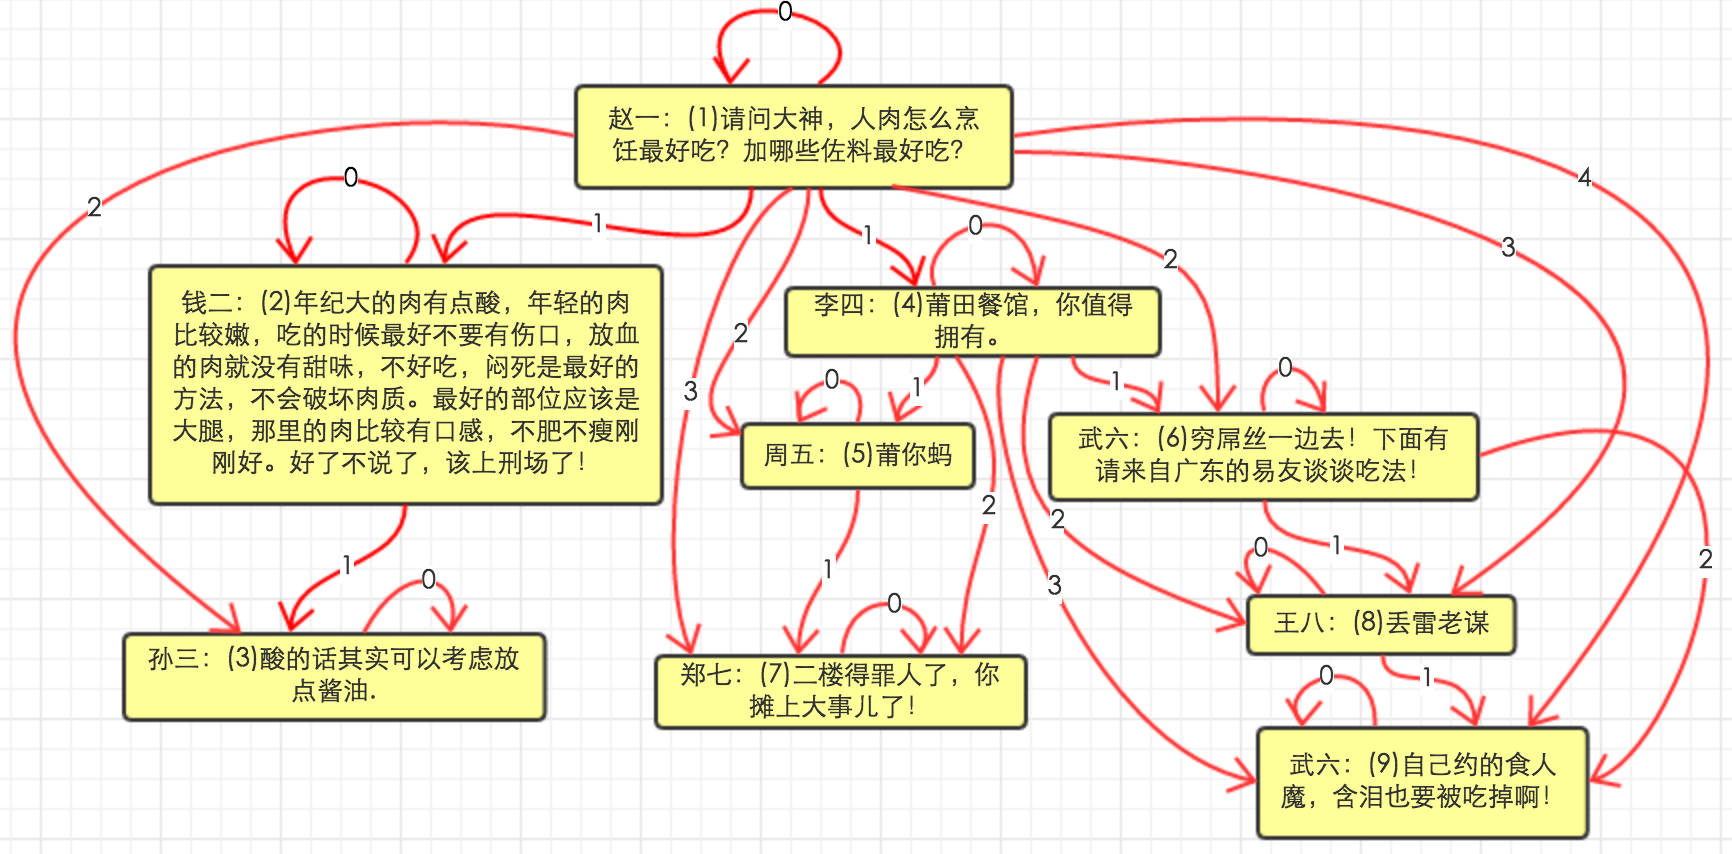 0
赵一：(1)请问大神，人肉怎么烹
饪最好吃？加哪些佐料最好吃？
4
0
2
1
1
0
2
3
钱二：(2)年纪大的肉有点酸，年轻的肉
比较嫩，吃的时候最好不要有伤口，放血
的肉就没有甜味，不好吃，闷死是最好的
方法，不会破坏肉质。最好的部位应该是
大腿，那里的肉比较有口感，不肥不瘦刚
刚好。好了不说了，该上刑场了！
李四：(4)莆田餐馆，你值得
拥有。
2
3
0
1
1
0
周五：(5)莆你蚂
武六：(6)穷屌丝一边去！下面有
请来自广东的易友谈谈吃法！
2
2
1
0
1
2
1
0
3
0
孙三：(3)酸的话其实可以考虑放
点酱油.
郑七：(7)二楼得罪人了，你
摊上大事儿了！
王八：(8)丢雷老谋
0
1
武六：(9)自己约的食人
魔，含泪也要被吃掉啊！